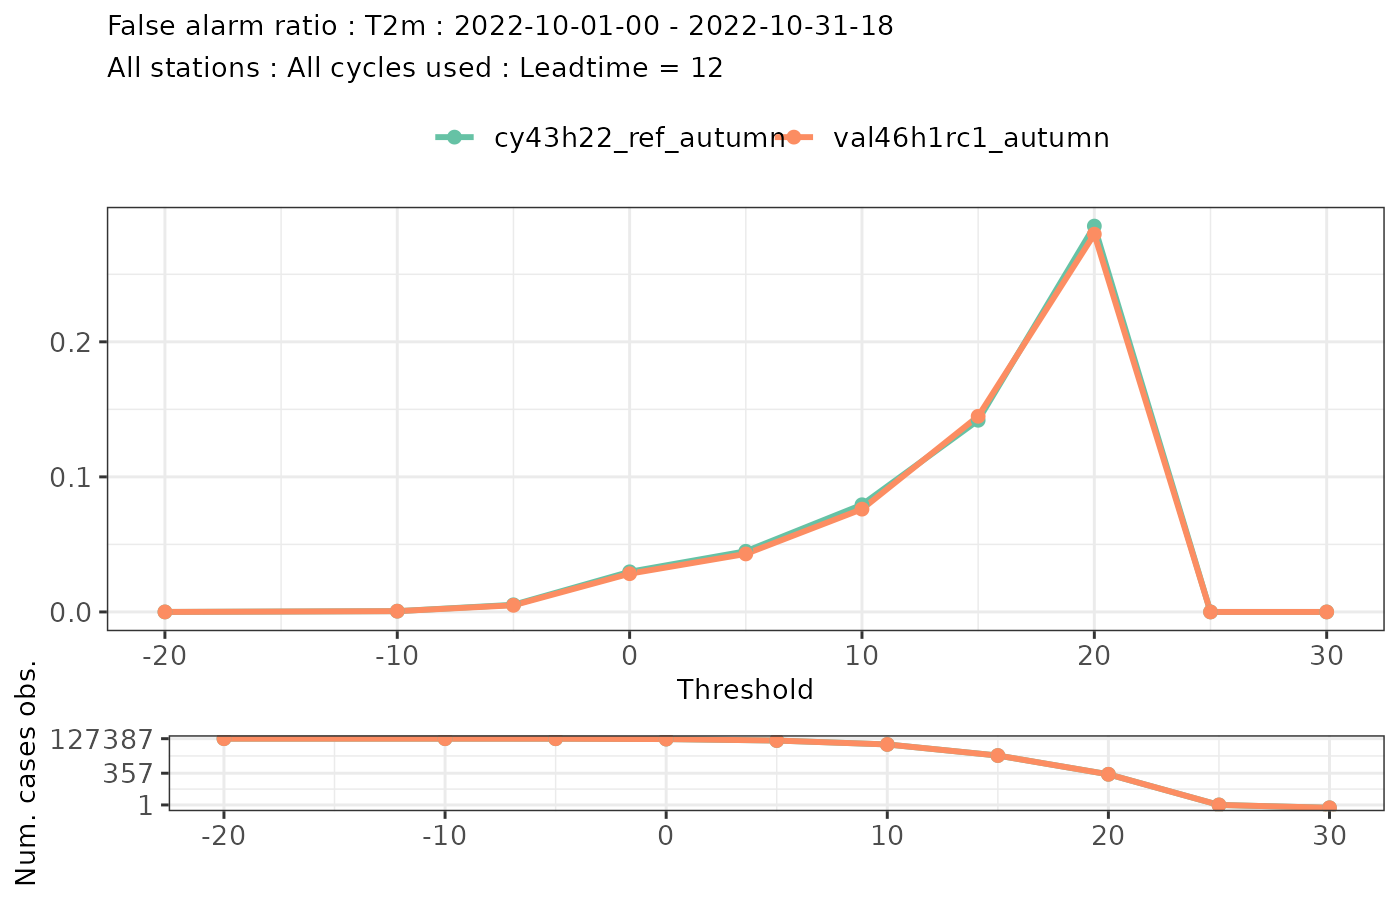 False alarm ratio : T2m : 2022-10-01-00 - 2022-10-31-18
All stations : All cycles used : Leadtime = 12
cy43h22_ref_autumn val46h1rc1_autumn
0.2
0.1
0.0
-20 -10 0 10 20 30
Threshold
Num. cases obs.
127387
357
1
-20 -10 0 10 20 30